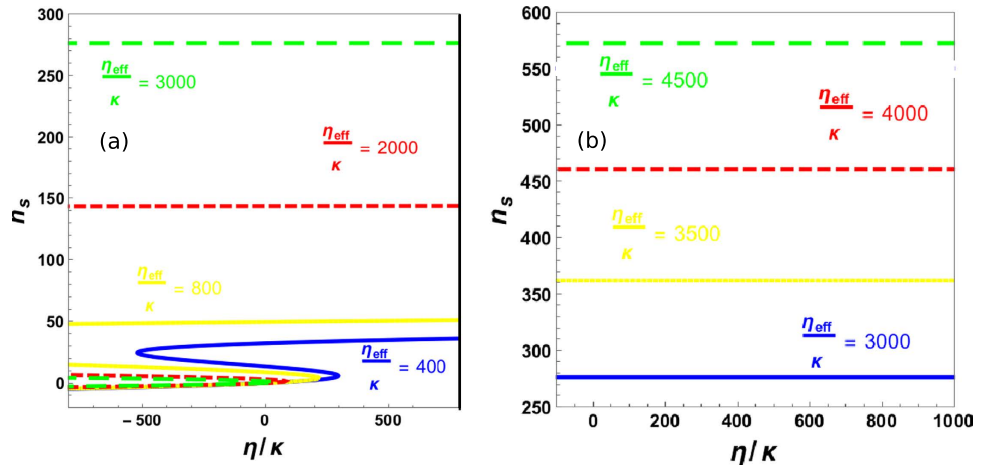 300
250
200
150
100
50
0
n_s
η_eff/κ = 3000
(a)
η_eff/κ = 2000
η_eff/κ = 800
η_eff/κ = 400
−500 0 500
η/κ
600
550
500
450
400
350
300
250
n_s
η_eff/κ = 4500
η_eff/κ = 4000
(b)
η_eff/κ = 3500
η_eff/κ = 3000
0 200 400 600 800 1000
η/κ